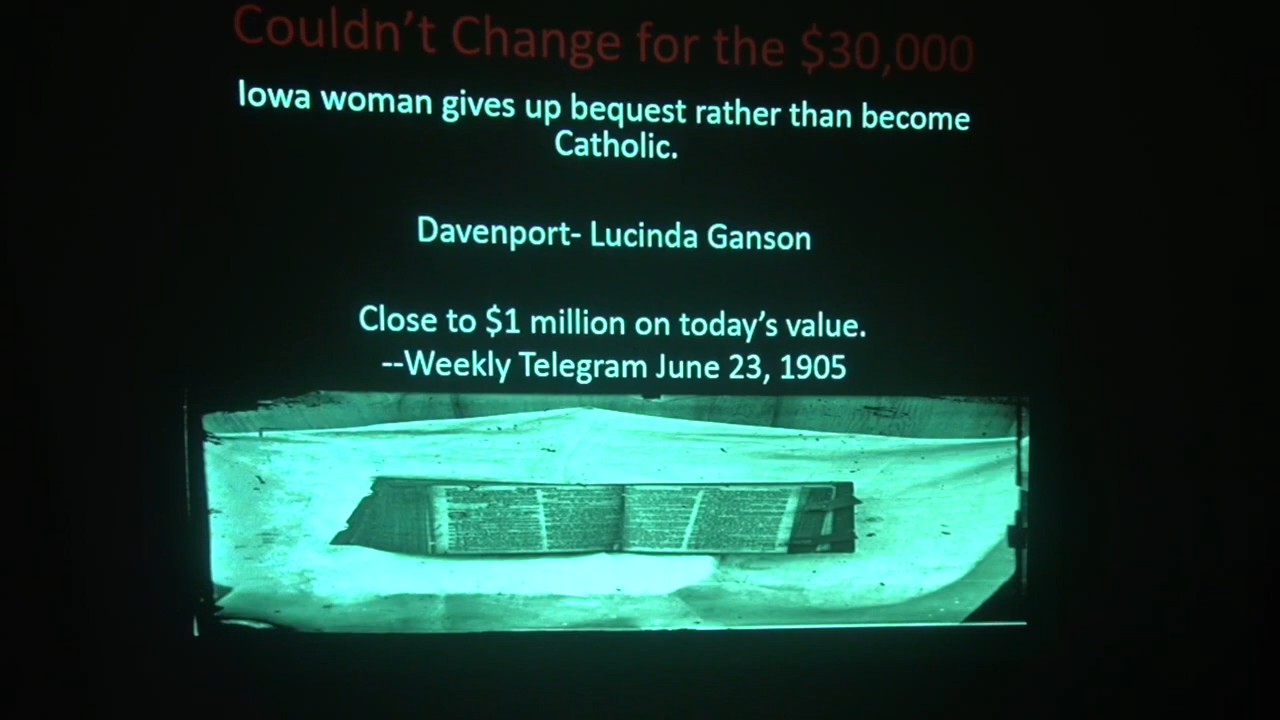 Couldn't Change for the $30,000
Iowa woman gives up bequest rather than become
Catholic.
Davenport- Lucinda Ganson
Close to $1 million on today's value.
--Weekly Telegram June 23, 1905